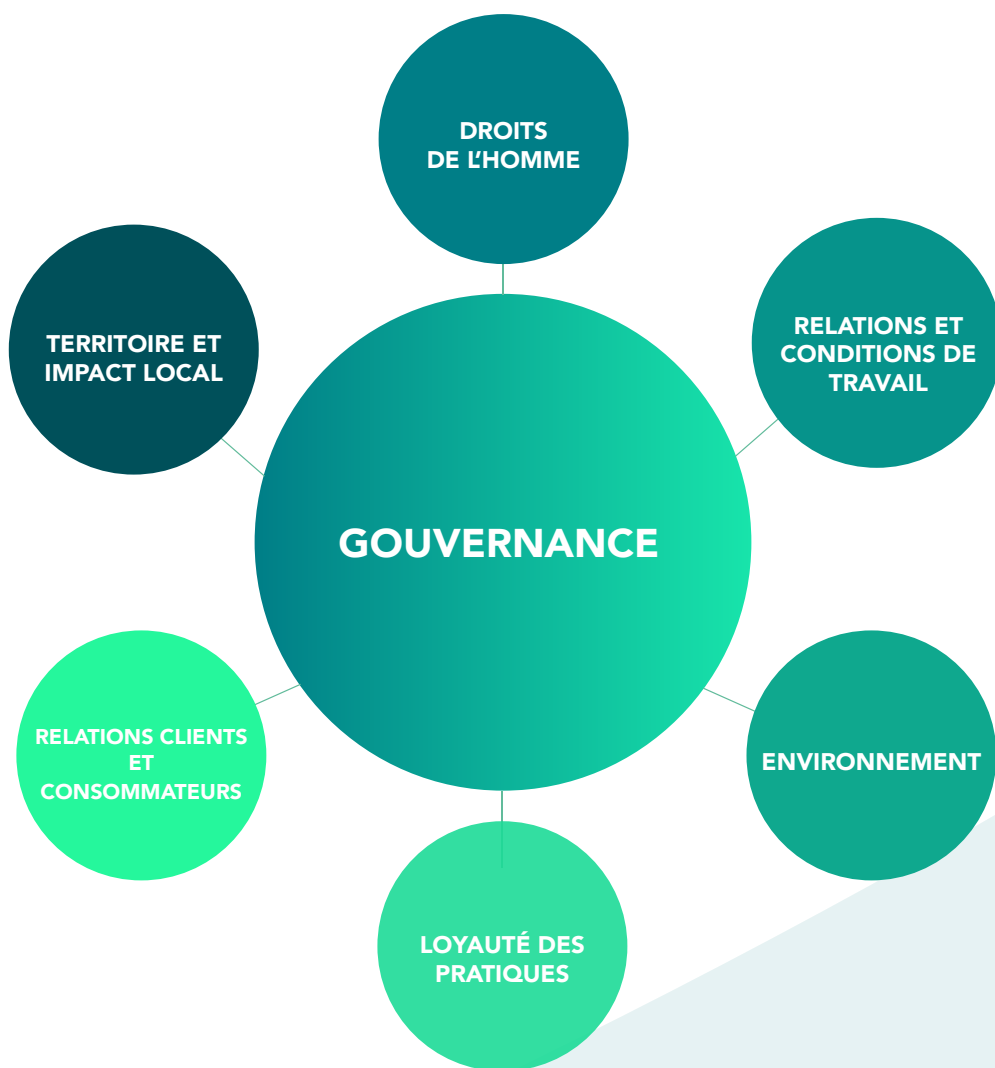 DROITS
DE L'HOMME
TERRITOIRE ET
IMPACT LOCAL
RELATIONS ET
CONDITIONS DE
TRAVAIL
GOUVERNANCE
RELATIONS CLIENTS
ET
CONSOMMATEURS
ENVIRONNEMENT
LOYAUTÉ DES
PRATIQUES